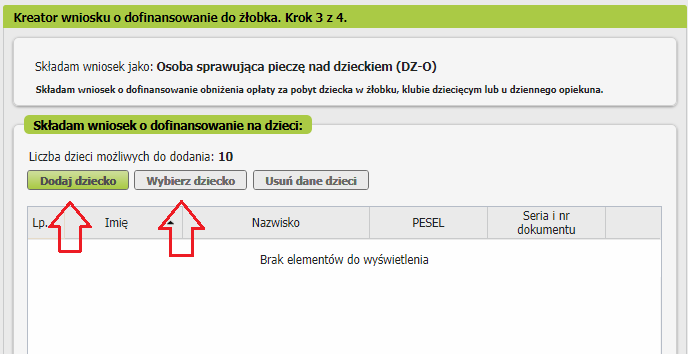 Kreator wniosku o dofinansowanie do żłobka. Krok 3 z 4.
Składam wniosek jako: Osoba sprawująca pieczę nad dzieckiem (DZ-O)
Składam wniosek o dofinansowanie obniżenia opłaty za pobyt dziecka w żłobku, klubie dziecięcym lub u dziennego opiekuna.
Składam wniosek o dofinansowanie na dzieci:
Liczba dzieci możliwych do dodania: 10
Dodaj dziecko Wybierz dziecko Usuń dane dzieci
Lp. Imię Nazwisko PESEL Seria i nr dokumentu
Brak elementów do wyświetlenia